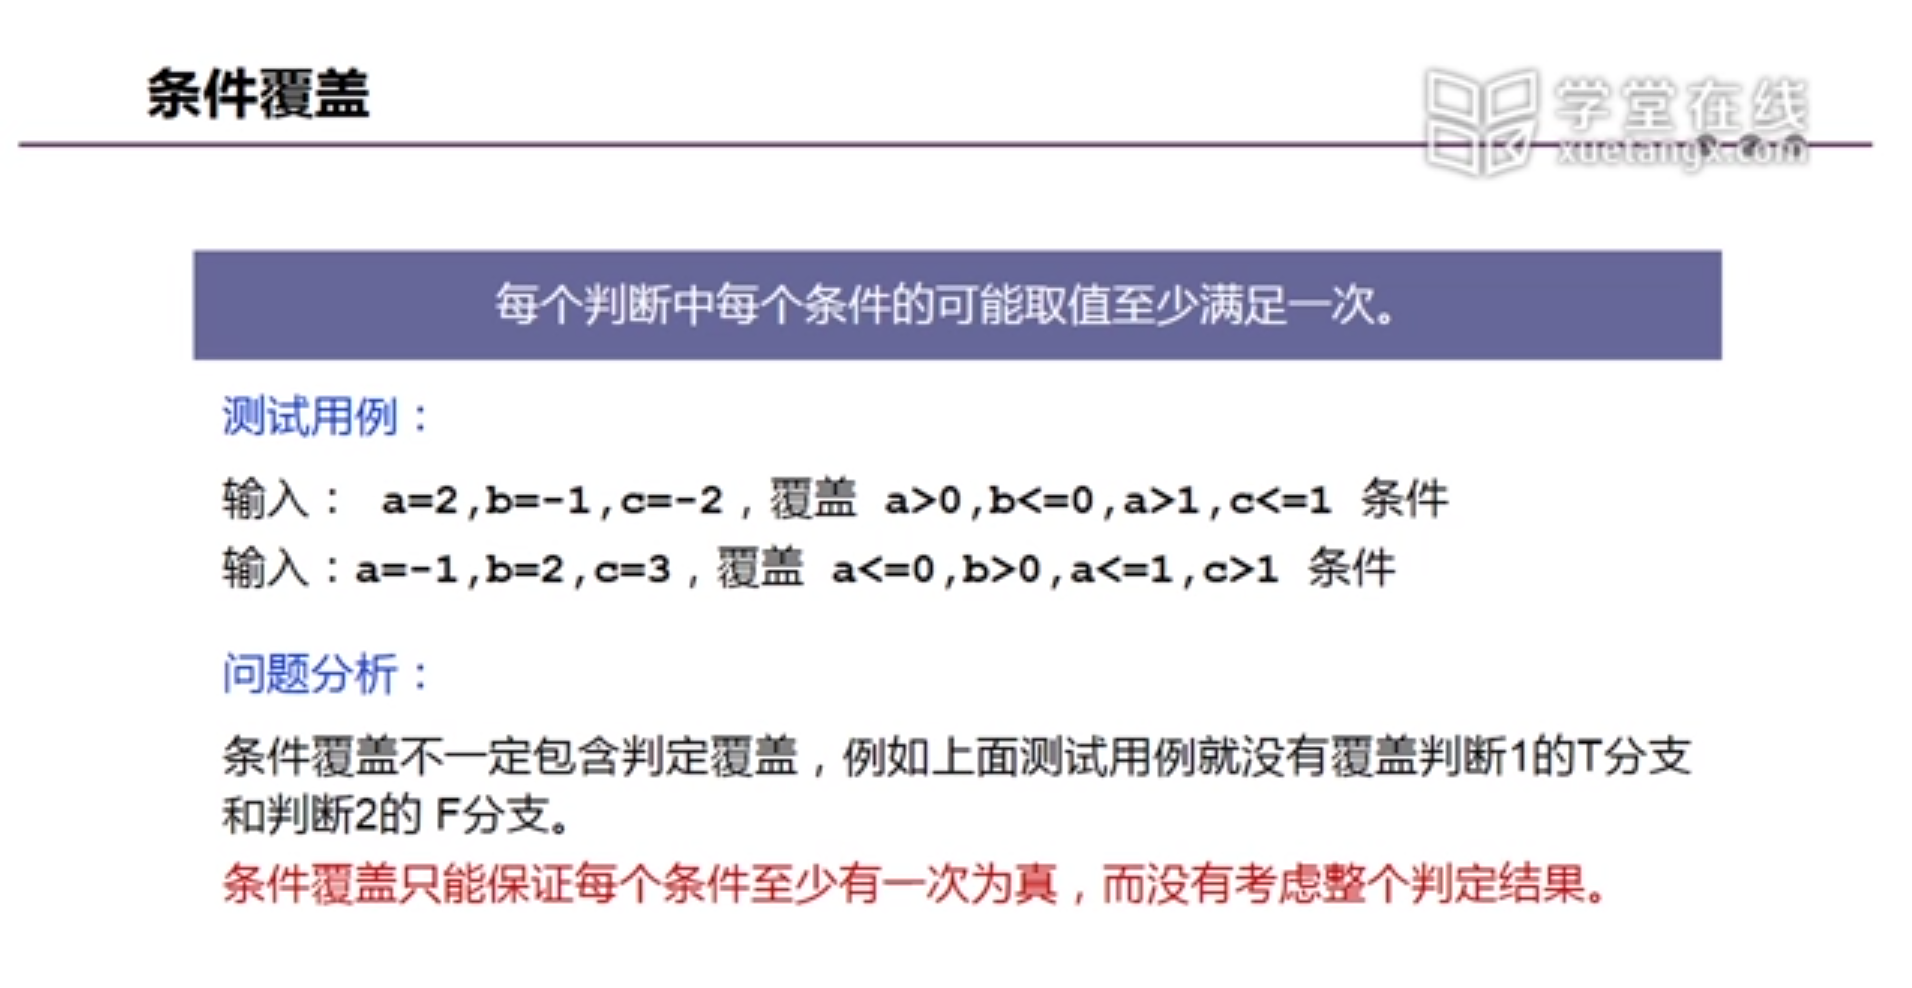 条件覆盖
学堂在线
xuetangx.com
每个判断中每个条件的可能取值至少满足一次。
测试用例：
输入： a=2,b=-1,c=-2，覆盖 a>0,b<=0,a>1,c<=1 条件
输入：a=-1,b=2,c=3，覆盖 a<=0,b>0,a<=1,c>1 条件
问题分析：
条件覆盖不一定包含判定覆盖，例如上面测试用例就没有覆盖判断1的T分支
和判断2的 F分支。
条件覆盖只能保证每个条件至少有一次为真，而没有考虑整个判定结果。